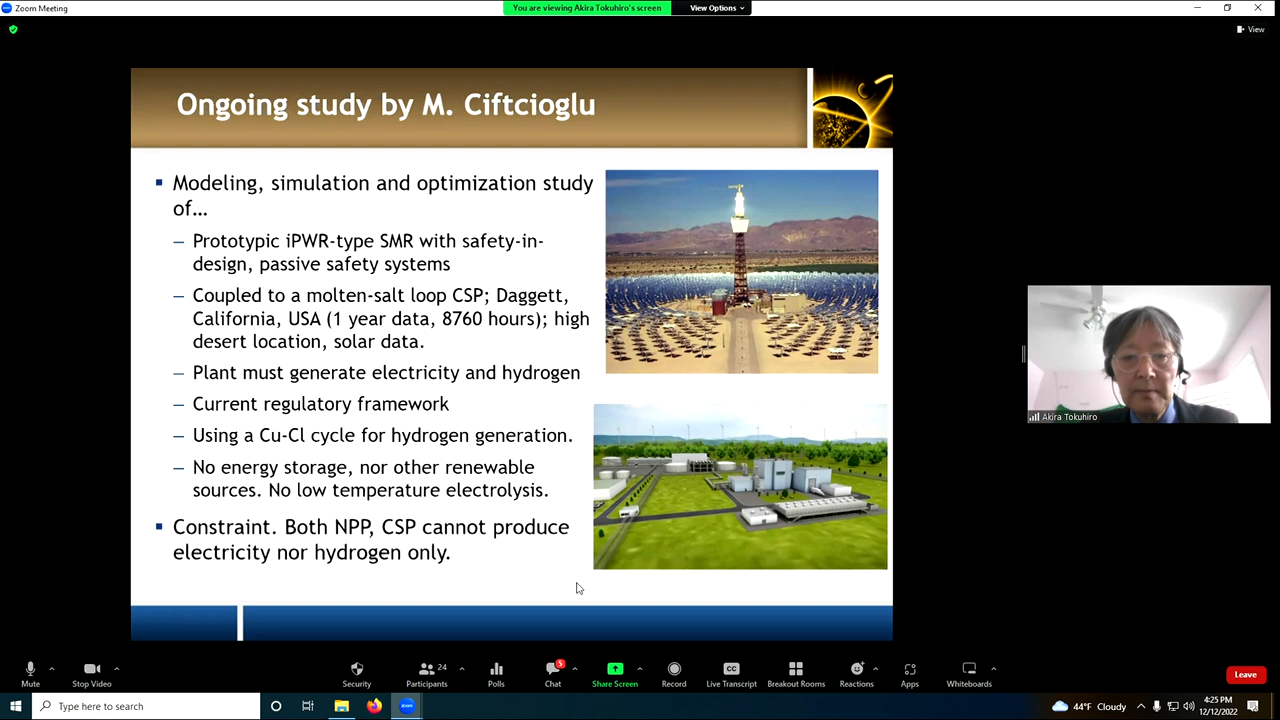 Zoom Meeting
You are viewing Akira Tokuhiro's screen
View Options
View
Ongoing study by M. Ciftcioglu
Modeling, simulation and optimization study
of…
– Prototypic iPWR-type SMR with safety-in-
design, passive safety systems
– Coupled to a molten-salt loop CSP; Daggett,
California, USA (1 year data, 8760 hours); high
desert location, solar data.
– Plant must generate electricity and hydrogen
– Current regulatory framework
– Using a Cu-Cl cycle for hydrogen generation.
– No energy storage, nor other renewable
sources. No low temperature electrolysis.
Constraint. Both NPP, CSP cannot produce
electricity nor hydrogen only.
Akira Tokuhiro
Mute
Stop Video
Security
Participants
24
Polls
Chat
5
Share Screen
Record
CC
Live Transcript
Breakout Rooms
Reactions
Apps
Whiteboards
Leave
Type here to search
44°F Cloudy
4:25 PM
12/12/2022